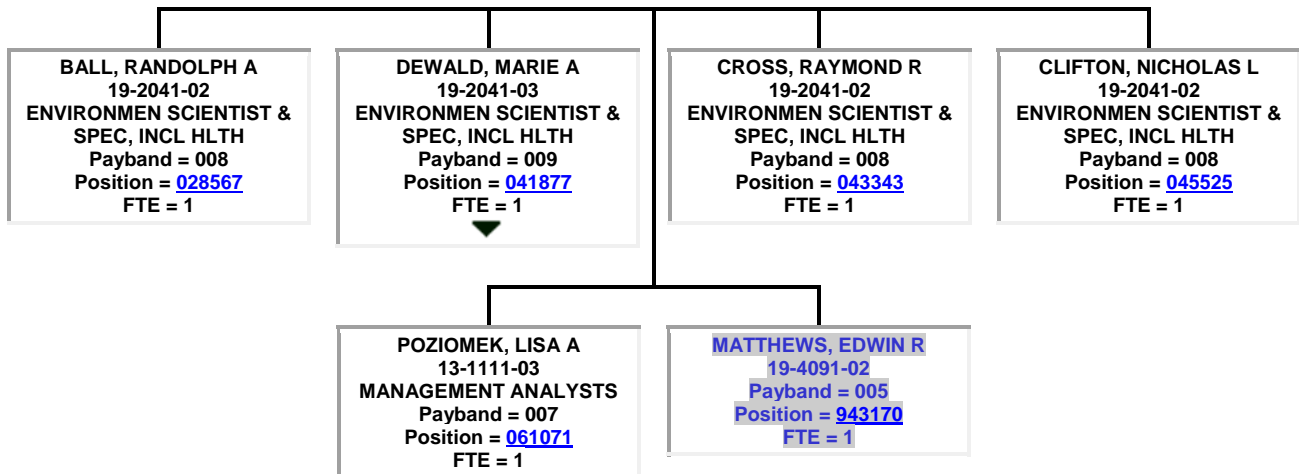 BALL, RANDOLPH A
19-2041-02
ENVIRONMEN SCIENTIST &
SPEC, INCL HLTH
Payband = 008
Position = 028567
FTE = 1
DEWALD, MARIE A
19-2041-03
ENVIRONMEN SCIENTIST &
SPEC, INCL HLTH
Payband = 009
Position = 041877
FTE = 1
CROSS, RAYMOND R
19-2041-02
ENVIRONMEN SCIENTIST &
SPEC, INCL HLTH
Payband = 008
Position = 043343
FTE = 1
CLIFTON, NICHOLAS L
19-2041-02
ENVIRONMEN SCIENTIST &
SPEC, INCL HLTH
Payband = 008
Position = 045525
FTE = 1
POZIOMEK, LISA A
13-1111-03
MANAGEMENT ANALYSTS
Payband = 007
Position = 061071
FTE = 1
MATTHEWS, EDWIN R
19-4091-02
Payband = 005
Position = 943170
FTE = 1